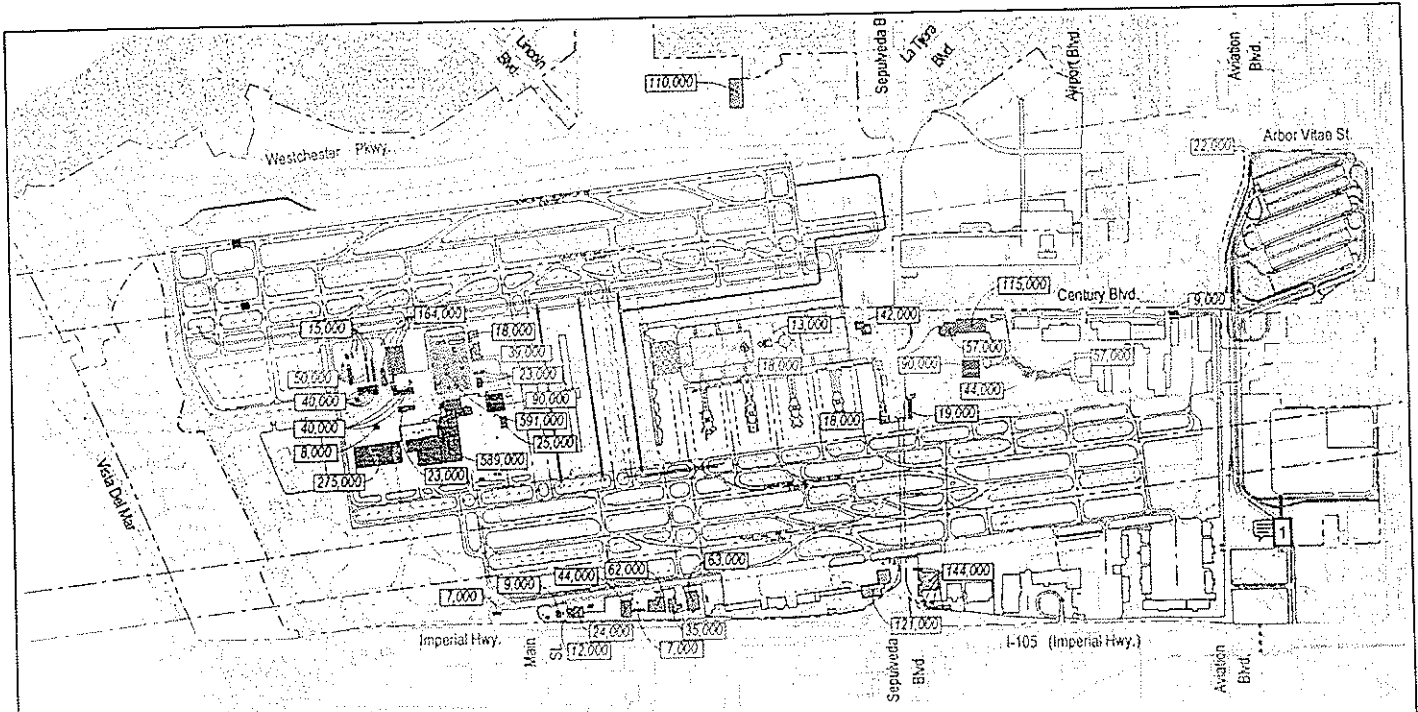 Lincoln
Blvd.
Sepulveda B
La Tijera
Blvd.
Airport Blvd.
Aviation
Blvd.
110,000
Westchester Pkwy.
22,000
Arbor Vitae St.
115,000
Century Blvd.
9,000
42,000
13,000
164,000
15,000
18,000
39,000
23,000
90,000
591,000
25,000
50,000
40,000
40,000
8,000
275,000
23,000
589,000
18,000
57,000
57,000
90,000
44,000
19,000
18,000
Vista Del Mar
1
63,000
62,000
44,000
9,000
7,000
144,000
24,000
12,000
35,000
7,000
121,000
Imperial Hwy.
Main
St.
Sepulveda
Blvd.
I-105 (Imperial Hwy.)
Aviation
Blvd.